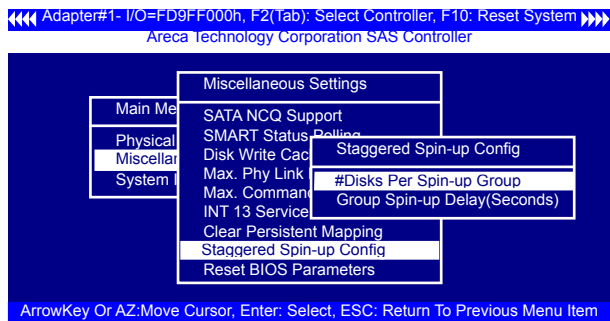 Adapter#1- I/O=FD9FF000h, F2(Tab): Select Controller, F10: Reset System
Areca Technology Corporation SAS Controller
Main Me
Physical
Miscellan
System I
Miscellaneous Settings
SATA NCQ Support
SMART Status Polling
Disk Write Cac
Max. Phy Link
Max. Comman
INT 13 Service
Clear Persistent Mapping
Staggered Spin-up Config
Reset BIOS Parameters
Staggered Spin-up Config
#Disks Per Spin-up Group
Group Spin-up Delay(Seconds)
ArrowKey Or AZ:Move Cursor, Enter: Select, ESC: Return To Previous Menu Item